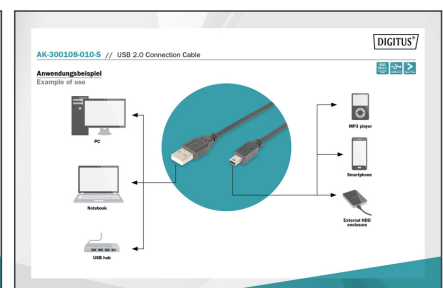 DIGITUS®
AK-300108-010-S // USB 2.0 Connection Cable
Anwendungsbeispiel
Example of use
PC
Notebook
USB hub
MP3 player
Smartphone
External HDD
enclosure